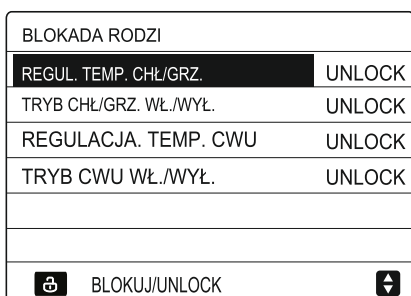 BLOKADA RODZI
REGUL. TEMP. CHŁ/GRZ. UNLOCK
TRYB CHŁ/GRZ. WŁ./WYŁ. UNLOCK
REGULACJA. TEMP. CWU UNLOCK
TRYB CWU WŁ./WYŁ. UNLOCK
BLOKUJ/UNLOCK